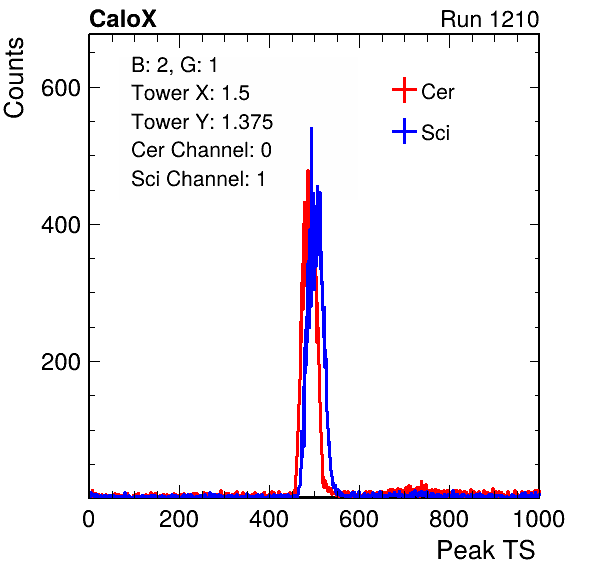 CaloX Run 1210
Counts
B: 2, G: 1
Tower X: 1.5
Tower Y: 1.375
Cer Channel: 0
Sci Channel: 1
Cer
Sci
600
400
200
0 200 400 600 800 1000
Peak TS